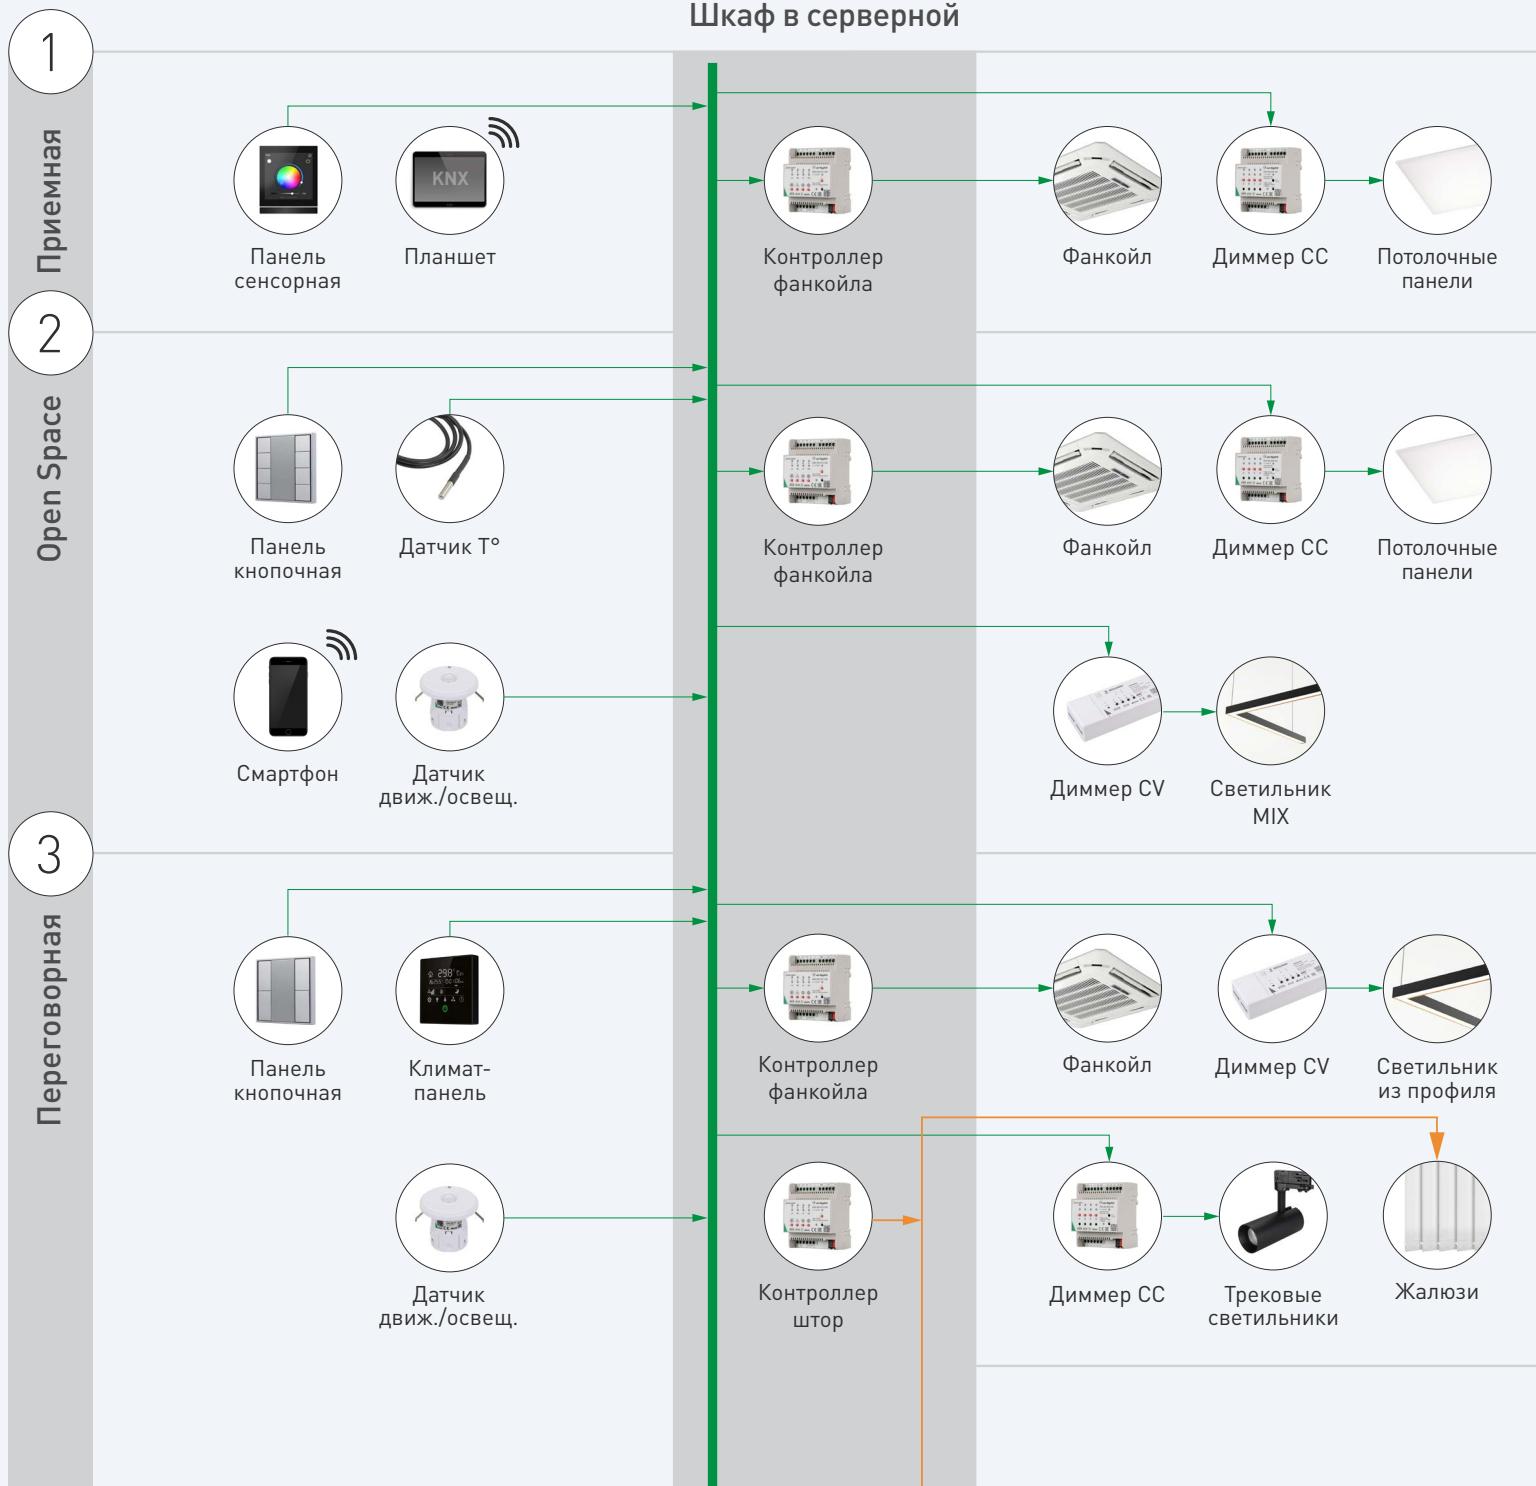 Шкаф в серверной
1
Приемная
KNX
Панель
сенсорная
Планшет
Контроллер
фанкойла
Фанкойл
Диммер CC
Потолочные
панели
2
Open Space
Панель
кнопочная
Датчик T°
Контроллер
фанкойла
Фанкойл
Диммер CC
Потолочные
панели
Смартфон
Датчик
движ./освещ.
Диммер CV
Светильник
MIX
3
Переговорная
Панель
кнопочная
Климат-
панель
Контроллер
фанкойла
Фанкойл
Диммер CV
Светильник
из профиля
Датчик
движ./освещ.
Контроллер
штор
Диммер CC
Трековые
светильники
Жалюзи